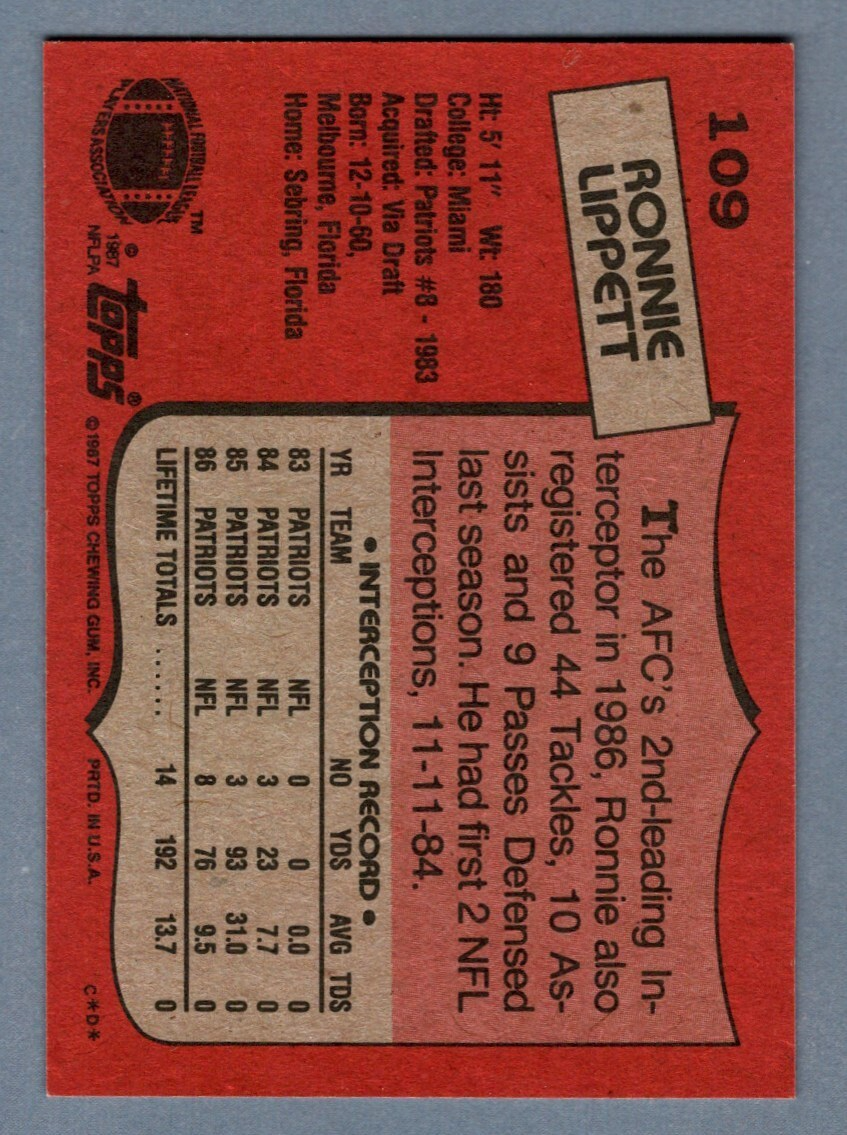 109
RONNIE
LIPPETT
Ht: 5' 11" Wt: 180
College: Miami
Drafted: Patriots #8 - 1983
Acquired: Via Draft
Born: 12-10-60,
Melbourne, Florida
Home: Sebring, Florida
NATIONAL FOOTBALL LEAGUE
PLAYERS ASSOCIATION
™
© 1987
NFLPA
topps®
The AFC's 2nd-leading In-
terceptor in 1986, Ronnie also
registered 44 Tackles, 10 As-
sists and 9 Passes Defensed
last season. He had first 2 NFL
Interceptions, 11-11-84.
• INTERCEPTION RECORD •
YR TEAM NO YDS AVG TDS
83 PATRIOTS NFL 0 0 0.0 0
84 PATRIOTS NFL 3 23 7.7 0
85 PATRIOTS NFL 3 93 31.0 0
86 PATRIOTS NFL 8 76 9.5 0
LIFETIME TOTALS ...... 14 192 13.7 0
© 1987 TOPPS CHEWING GUM, INC. PRTD. IN U.S.A. C*D*